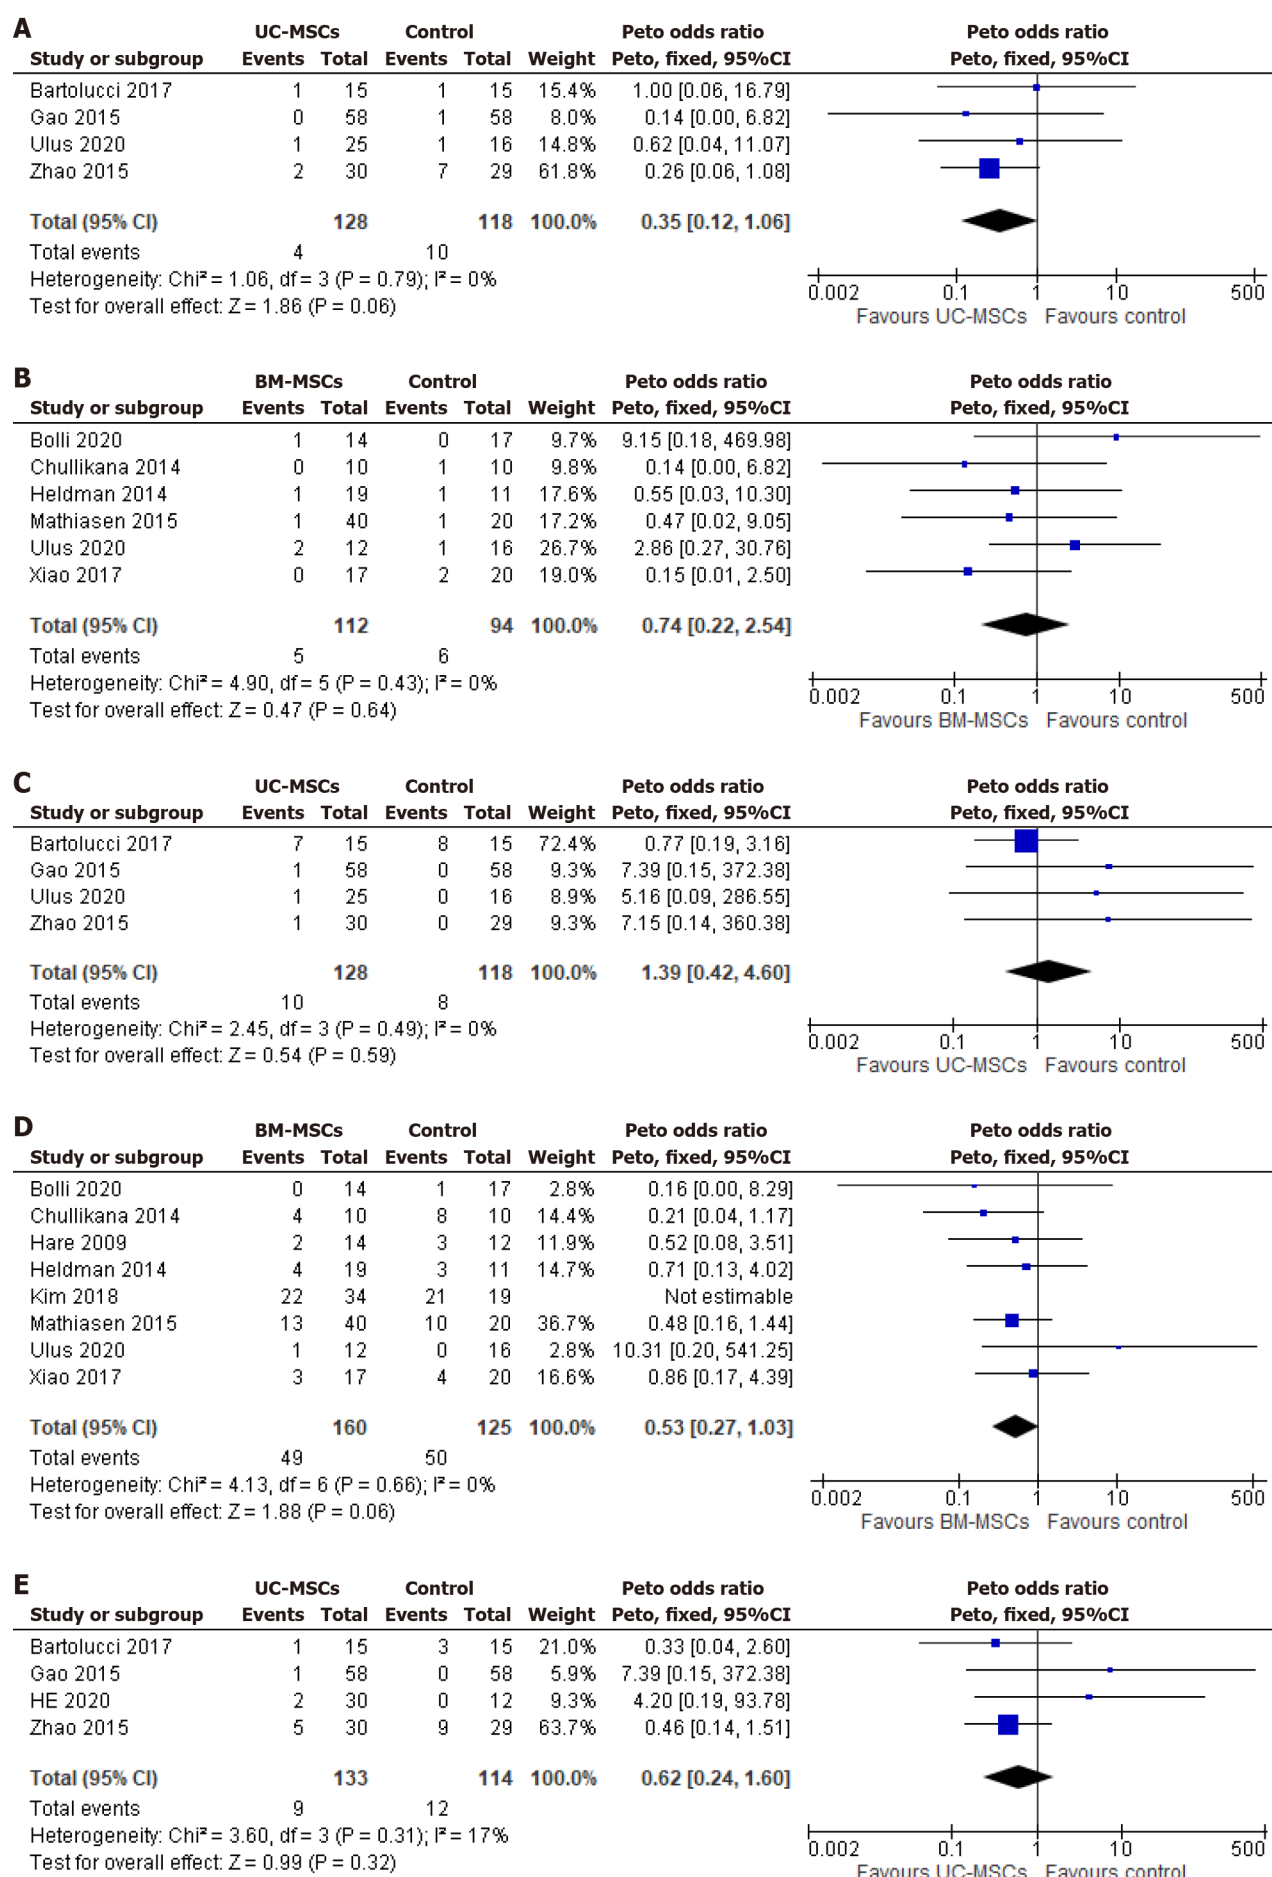 A
UC-MSCs Control Peto odds ratio Peto odds ratio
Study or subgroup Events Total Events Total Weight Peto, fixed, 95%CI Peto, fixed, 95%CI
Bartolucci 2017 1 15 1 15 15.4% 1.00 [0.06, 16.79]
Gao 2015 0 58 1 58 8.0% 0.14 [0.00, 6.82]
Ulus 2020 1 25 1 16 14.8% 0.62 [0.04, 11.07]
Zhao 2015 2 30 7 29 61.8% 0.26 [0.06, 1.08]
Total (95% CI) 128 118 100.0% 0.35 [0.12, 1.06]
Total events 4 10
Heterogeneity: Chi² = 1.06, df = 3 (P = 0.79); I² = 0%
Test for overall effect: Z = 1.86 (P = 0.06)
0.002 0.1 1 10 500
Favours UC-MSCs Favours control
B
BM-MSCs Control Peto odds ratio Peto odds ratio
Study or subgroup Events Total Events Total Weight Peto, fixed, 95%CI Peto, fixed, 95%CI
Bolli 2020 1 14 0 17 9.7% 9.15 [0.18, 469.98]
Chullikana 2014 0 10 1 10 9.8% 0.14 [0.00, 6.82]
Heldman 2014 1 19 1 11 17.6% 0.55 [0.03, 10.30]
Mathiasen 2015 1 40 1 20 17.2% 0.47 [0.02, 9.05]
Ulus 2020 2 12 1 16 26.7% 2.86 [0.27, 30.76]
Xiao 2017 0 17 2 20 19.0% 0.15 [0.01, 2.50]
Total (95% CI) 112 94 100.0% 0.74 [0.22, 2.54]
Total events 5 6
Heterogeneity: Chi² = 4.90, df = 5 (P = 0.43); I² = 0%
Test for overall effect: Z = 0.47 (P = 0.64)
0.002 0.1 1 10 500
Favours BM-MSCs Favours control
C
UC-MSCs Control Peto odds ratio Peto odds ratio
Study or subgroup Events Total Events Total Weight Peto, fixed, 95%CI Peto, fixed, 95%CI
Bartolucci 2017 7 15 8 15 72.4% 0.77 [0.19, 3.16]
Gao 2015 1 58 0 58 9.3% 7.39 [0.15, 372.38]
Ulus 2020 1 25 0 16 8.9% 5.16 [0.09, 286.55]
Zhao 2015 1 30 0 29 9.3% 7.15 [0.14, 360.38]
Total (95% CI) 128 118 100.0% 1.39 [0.42, 4.60]
Total events 10 8
Heterogeneity: Chi² = 2.45, df = 3 (P = 0.49); I² = 0%
Test for overall effect: Z = 0.54 (P = 0.59)
0.002 0.1 1 10 500
Favours UC-MSCs Favours control
D
BM-MSCs Control Peto odds ratio Peto odds ratio
Study or subgroup Events Total Events Total Weight Peto, fixed, 95%CI Peto, fixed, 95%CI
Bolli 2020 0 14 1 17 2.8% 0.16 [0.00, 8.29]
Chullikana 2014 4 10 8 10 14.4% 0.21 [0.04, 1.17]
Hare 2009 2 14 3 12 11.9% 0.52 [0.08, 3.51]
Heldman 2014 4 19 3 11 14.7% 0.71 [0.13, 4.02]
Kim 2018 22 34 21 19 Not estimable
Mathiasen 2015 13 40 10 20 36.7% 0.48 [0.16, 1.44]
Ulus 2020 1 12 0 16 2.8% 10.31 [0.20, 541.25]
Xiao 2017 3 17 4 20 16.6% 0.86 [0.17, 4.39]
Total (95% CI) 160 125 100.0% 0.53 [0.27, 1.03]
Total events 49 50
Heterogeneity: Chi² = 4.13, df = 6 (P = 0.66); I² = 0%
Test for overall effect: Z = 1.88 (P = 0.06)
0.002 0.1 1 10 500
Favours BM-MSCs Favours control
E
UC-MSCs Control Peto odds ratio Peto odds ratio
Study or subgroup Events Total Events Total Weight Peto, fixed, 95%CI Peto, fixed, 95%CI
Bartolucci 2017 1 15 3 15 21.0% 0.33 [0.04, 2.60]
Gao 2015 1 58 0 58 5.9% 7.39 [0.15, 372.38]
HE 2020 2 30 0 12 9.3% 4.20 [0.19, 93.78]
Zhao 2015 5 30 9 29 63.7% 0.46 [0.14, 1.51]
Total (95% CI) 133 114 100.0% 0.62 [0.24, 1.60]
Total events 9 12
Heterogeneity: Chi² = 3.60, df = 3 (P = 0.31); I² = 17%
Test for overall effect: Z = 0.99 (P = 0.32)
0.002 0.1 1 10 500
Favours UC-MSCs Favours control